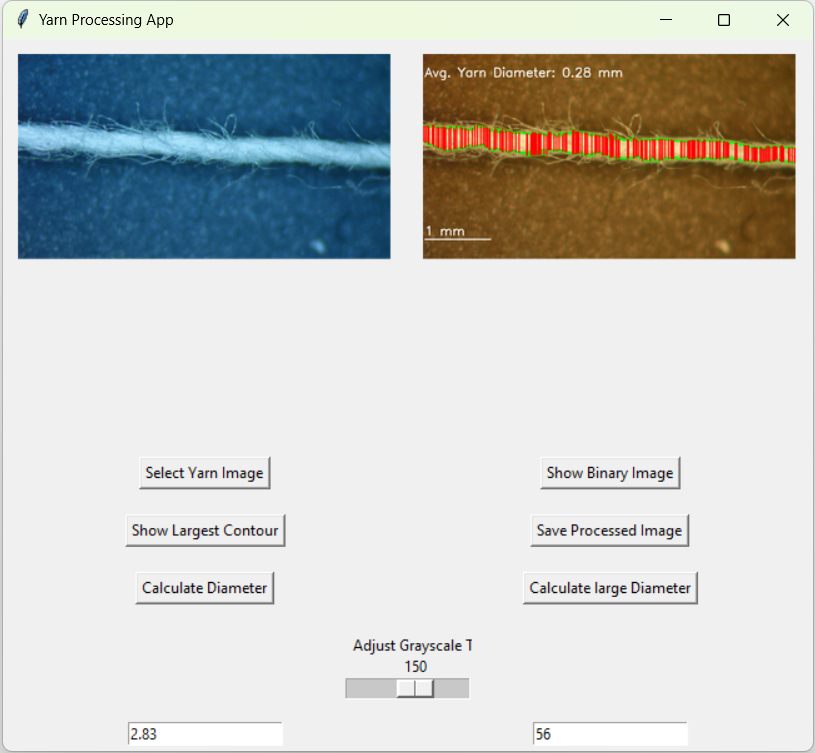 Yarn Processing App
Avg. Yarn Diameter: 0.28 mm
1 mm
Select Yarn Image
Show Binary Image
Show Largest Contour
Save Processed Image
Calculate Diameter
Calculate large Diameter
Adjust Grayscale T
150
2.83
56